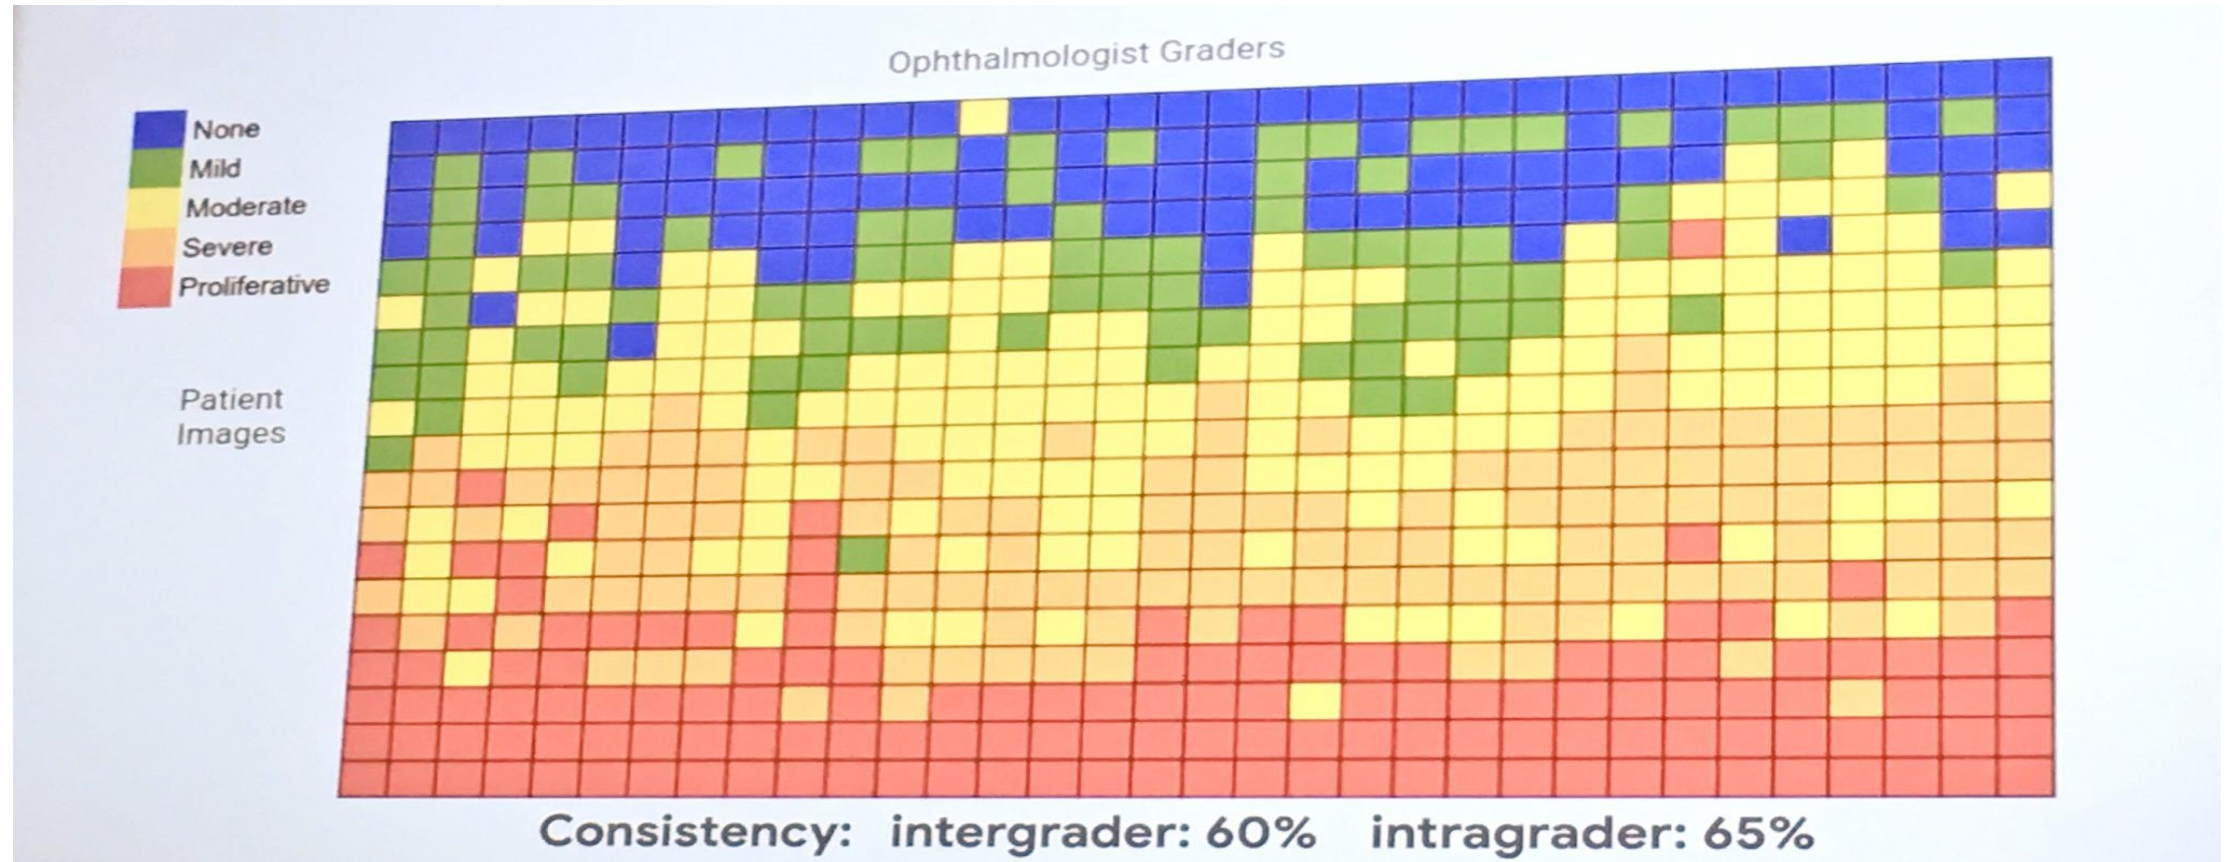 Ophthalmologist Graders
None
Mild
Moderate
Severe
Proliferative
Patient
Images
Consistency: intergrader: 60% intragrader: 65%